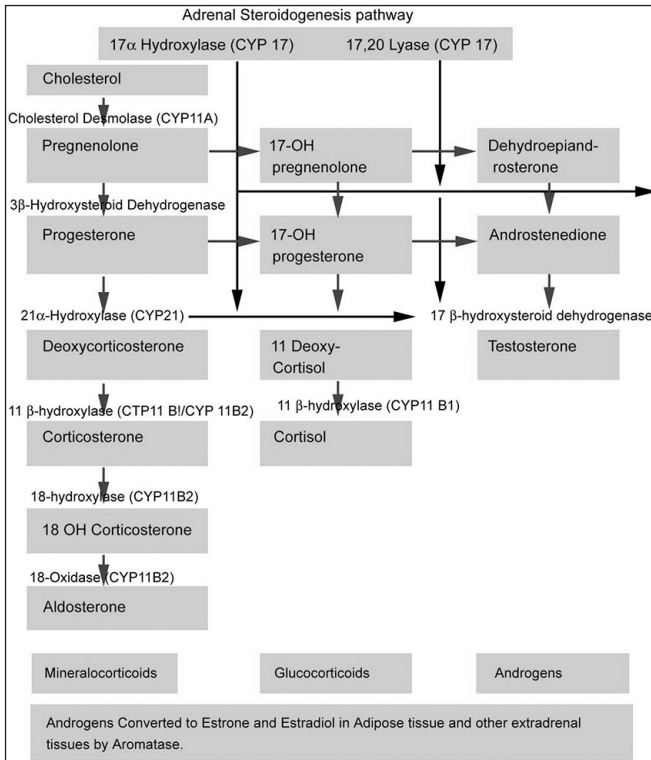 Adrenal Steroidogenesis pathway
17α Hydroxylase (CYP 17) 17,20 Lyase (CYP 17)
Cholesterol
Cholesterol Desmolase (CYP11A)
Pregnenolone
17-OH
pregnenolone
Dehydroepiand-
rosterone
3β-Hydroxysteroid Dehydrogenase
Progesterone
17-OH
progesterone
Androstenedione
21α-Hydroxylase (CYP21)
17 β-hydroxysteroid dehydrogenase
Deoxycorticosterone
11 Deoxy-
Cortisol
Testosterone
11 β-hydroxylase (CTP11 B!/CYP 11B2)
11 β-hydroxylase (CYP11 B1)
Corticosterone
Cortisol
18-hydroxylase (CYP11B2)
18 OH Corticosterone
18-Oxidase (CYP11B2)
Aldosterone
Mineralocorticoids
Glucocorticoids
Androgens
Androgens Converted to Estrone and Estradiol in Adipose tissue and other extradrenal
tissues by Aromatase.